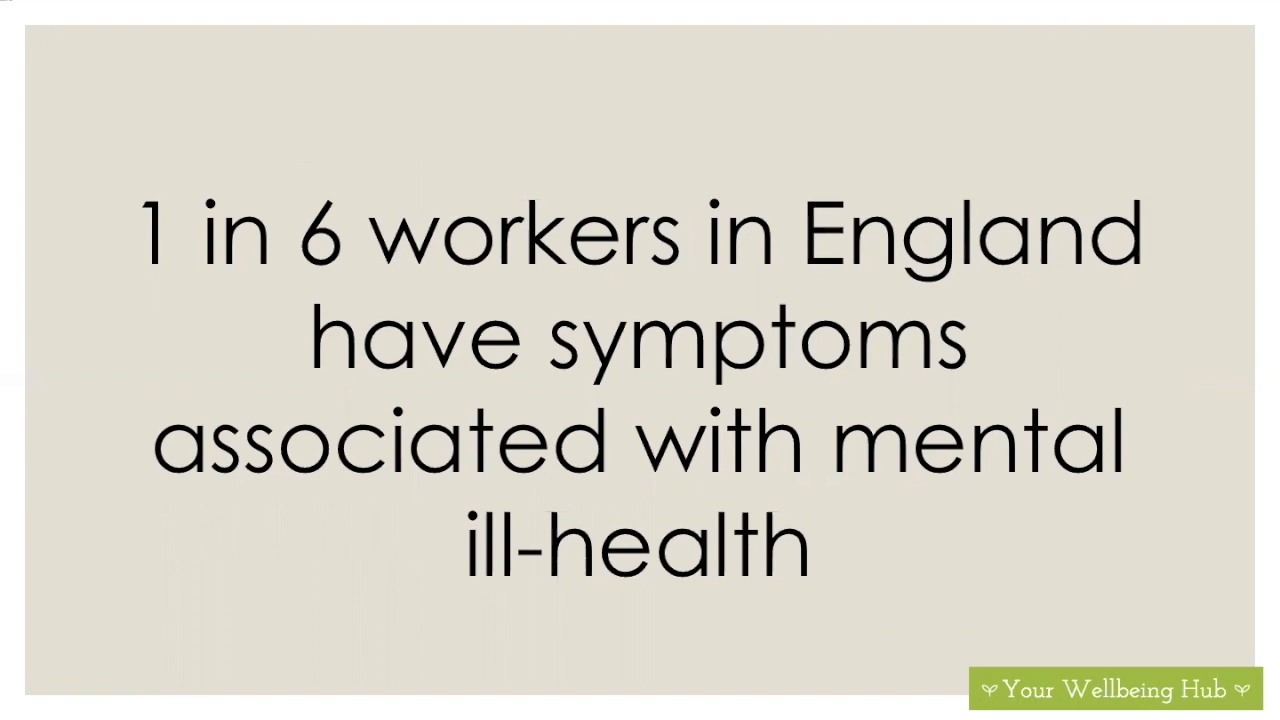 1 in 6 workers in England
have symptoms
associated with mental
ill-health
Your Wellbeing Hub